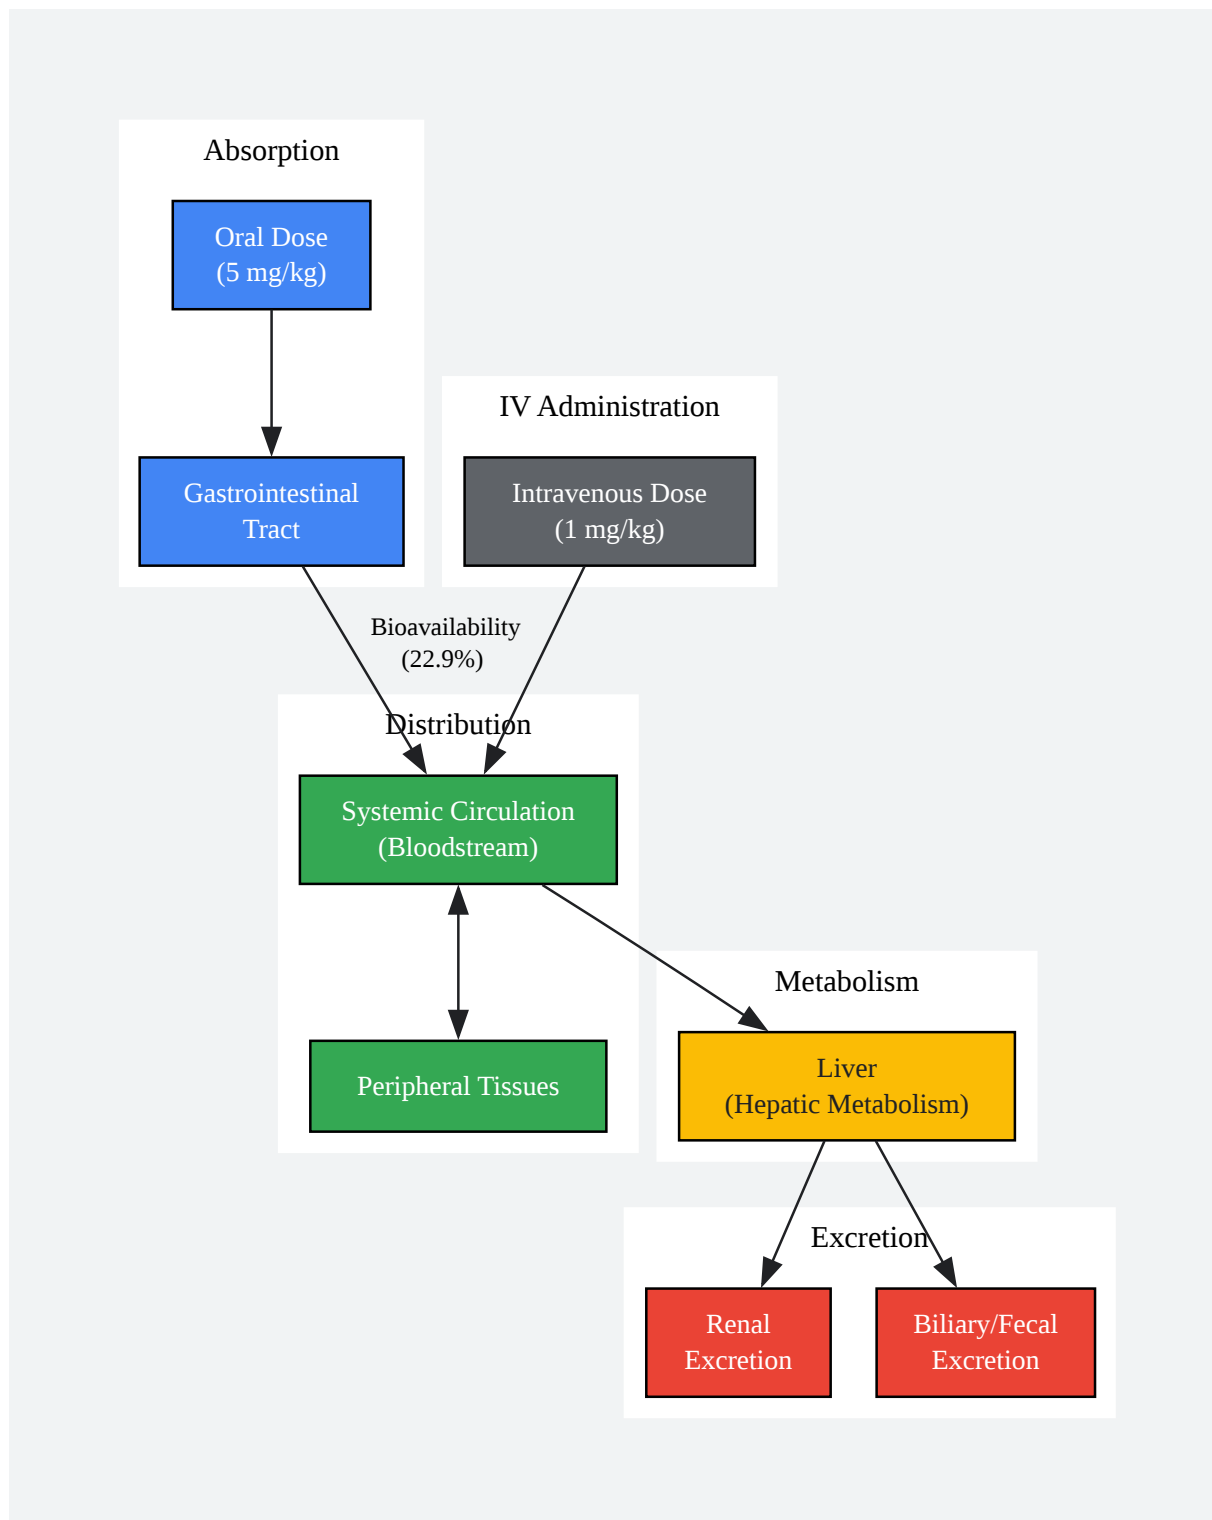 Absorption
Oral Dose
(5 mg/kg)
Gastrointestinal
Tract
IV Administration
Intravenous Dose
(1 mg/kg)
Bioavailability
(22.9%)
Distribution
Systemic Circulation
(Bloodstream)
Peripheral Tissues
Metabolism
Liver
(Hepatic Metabolism)
Excretion
Renal
Excretion
Biliary/Fecal
Excretion